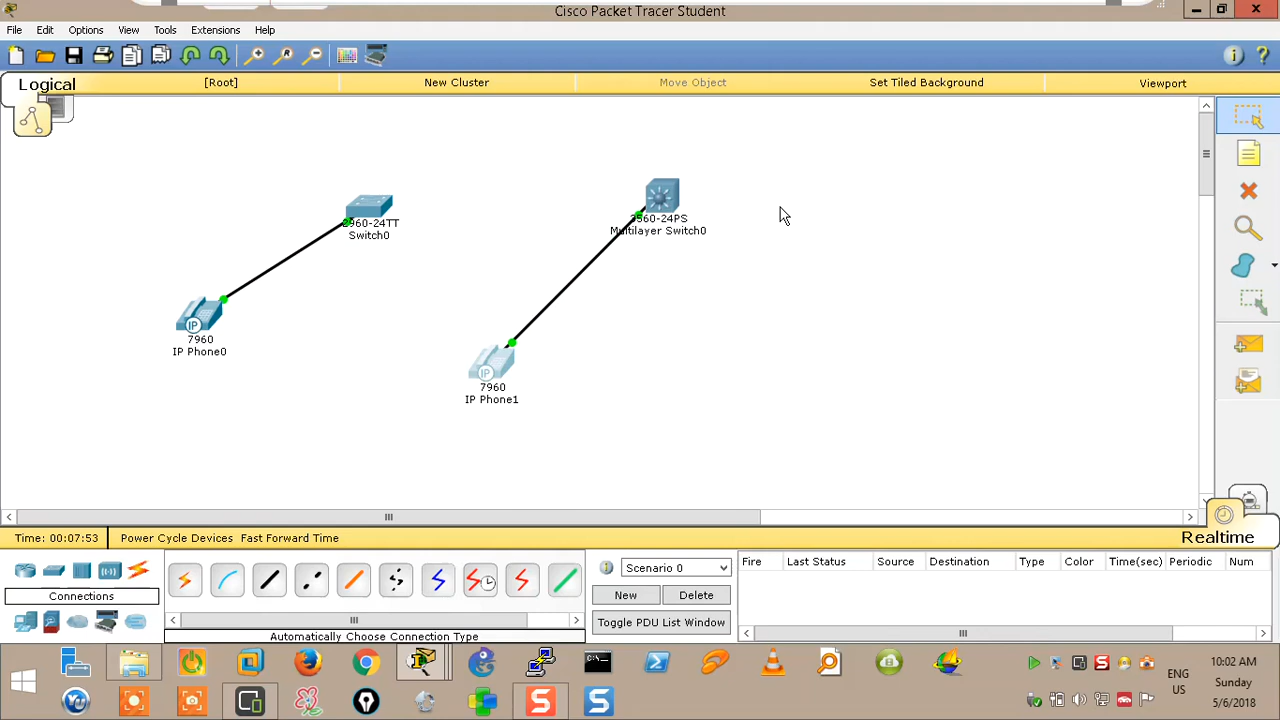 Cisco Packet Tracer Student
File Edit Options View Tools Extensions Help
Logical [Root] New Cluster Move Object Set Tiled Background Viewport
2960-24TT
Switch0
3560-24PS
Multilayer Switch0
IP
7960
IP Phone0
IP
7960
IP Phone1
Time: 00:07:53 Power Cycle Devices Fast Forward Time Realtime
Connections
Automatically Choose Connection Type
Scenario 0
New Delete
Toggle PDU List Window
Fire Last Status Source Destination Type Color Time(sec) Periodic Num
ENG
US
10:02 AM
Sunday
5/6/2018